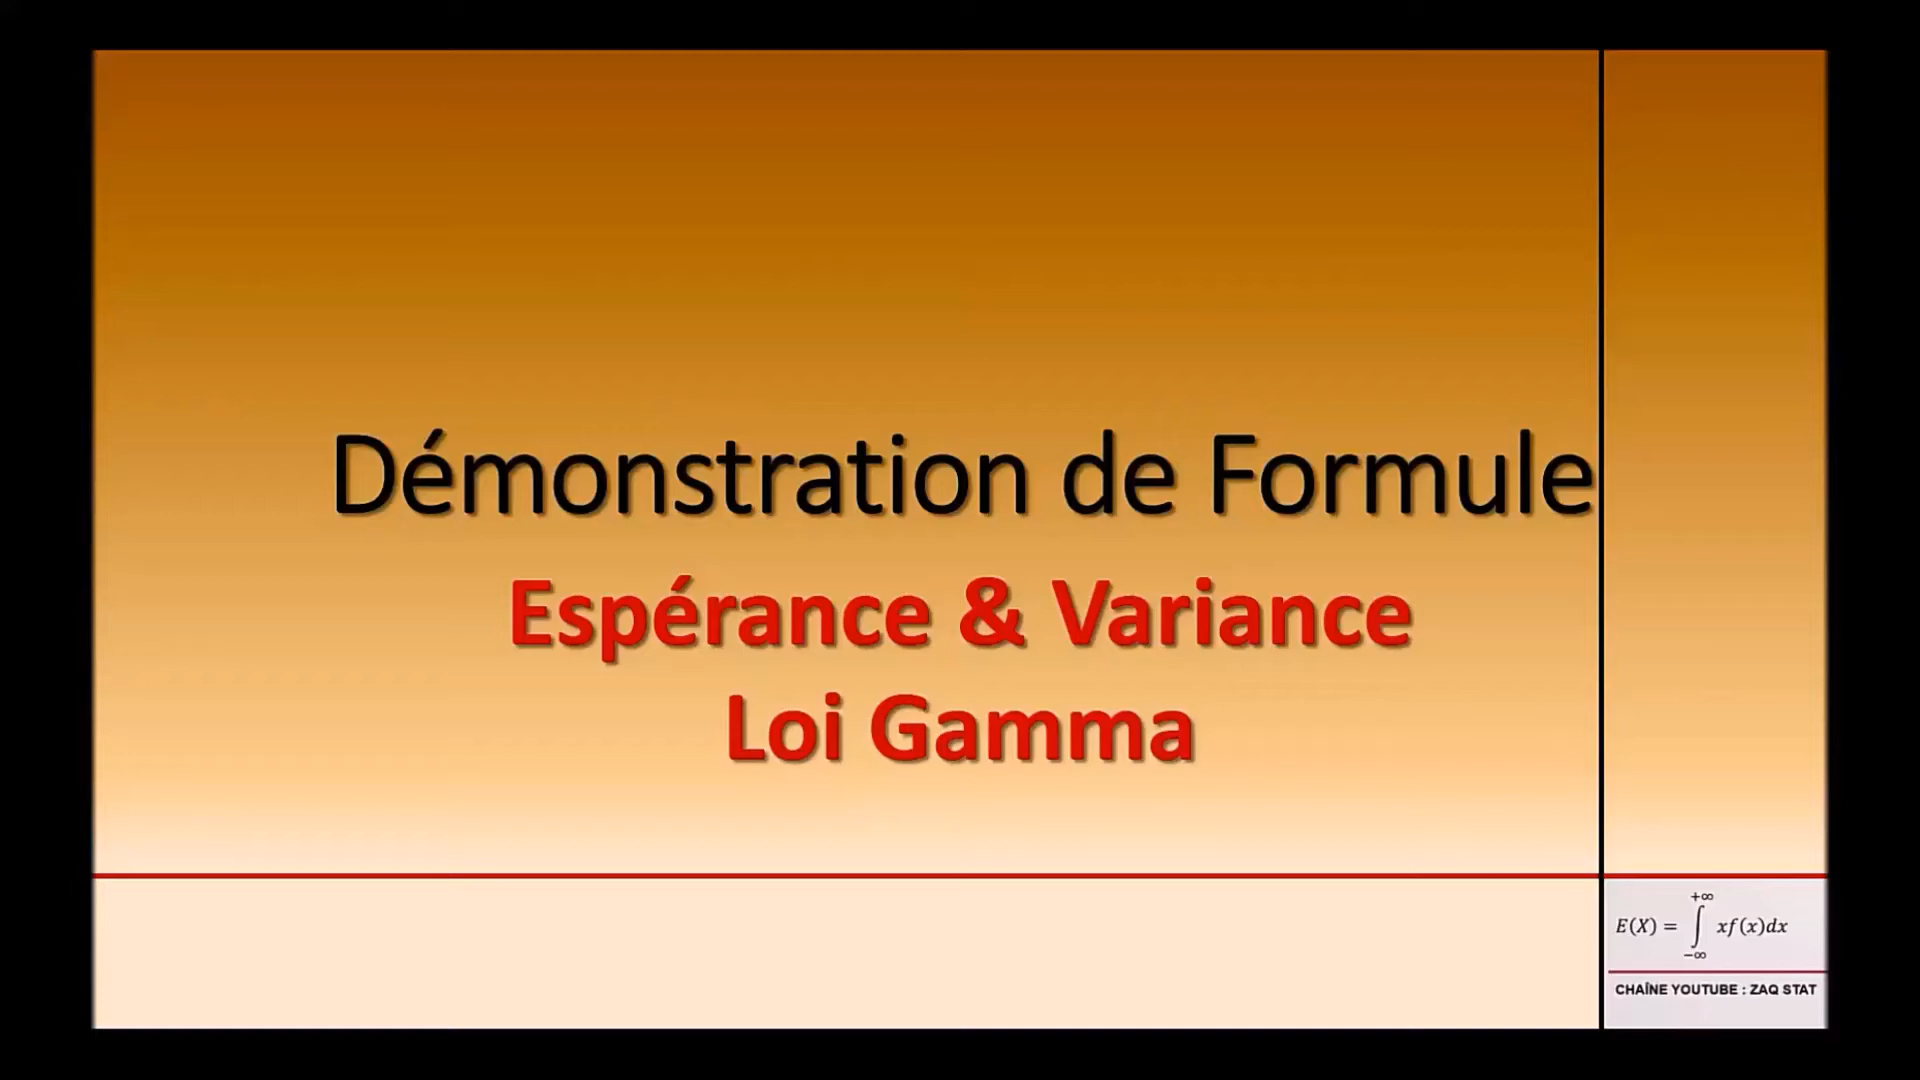 Démonstration de Formule
Espérance & Variance
Loi Gamma
+∞
E(X) = ∫ xf(x)dx
−∞
CHAÎNE YOUTUBE : ZAQ STAT